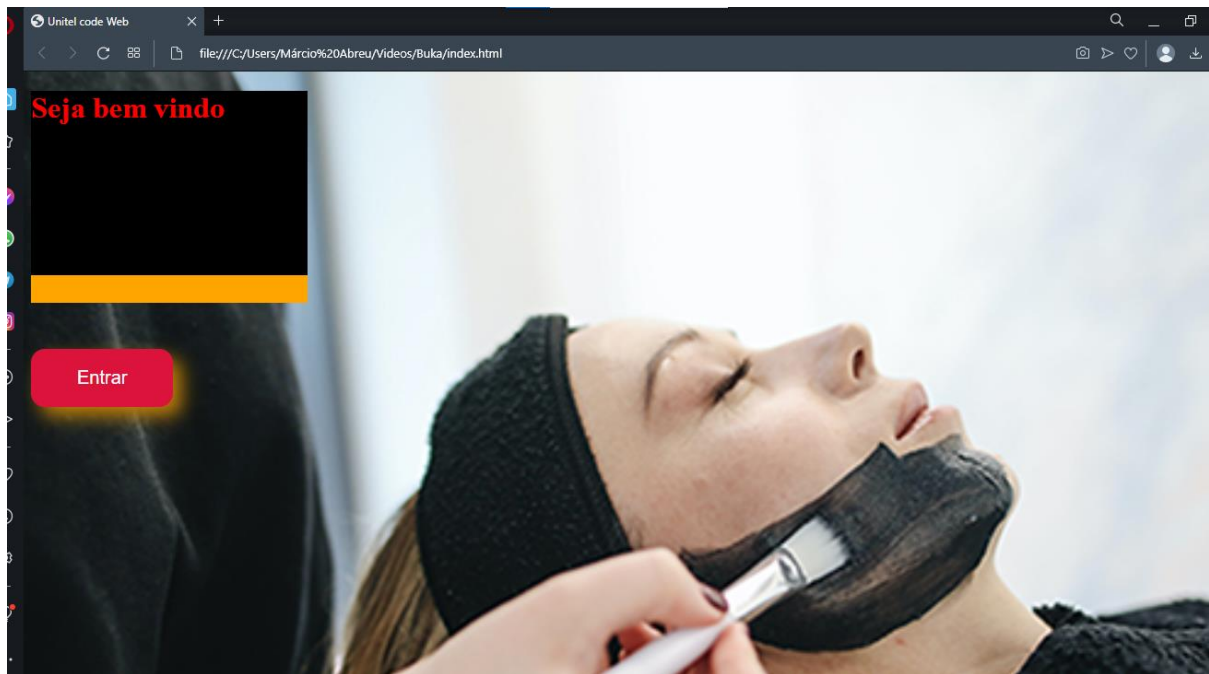 Unitel code Web
file:///C:/Users/Márcio%20Abreu/Videos/Buka/index.html
Seja bem vindo
Entrar